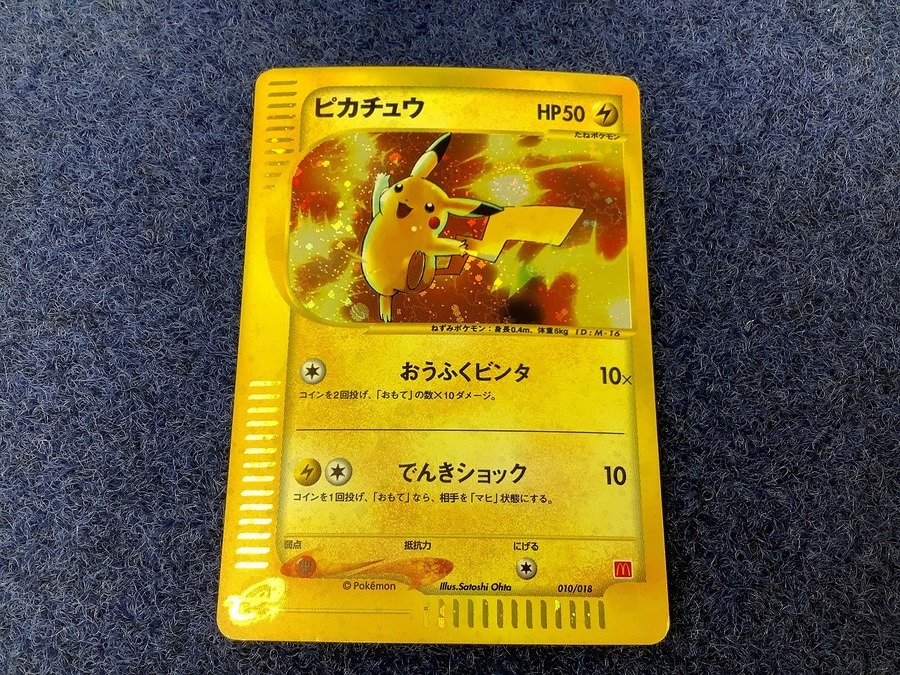 ピカチュウ
HP50
たねポケモン
ねずみポケモン：身長0.4m、体重6kg ID:M-16
おうふくビンタ 10×
コインを2回投げ、「おもて」の数×10ダメージ。
でんきショック 10
コインを1回投げ、「おもて」なら、相手を「マヒ」状態にする。
弱点 抵抗力 にげる
©Pokémon Illus.Satoshi Ohta 010/018